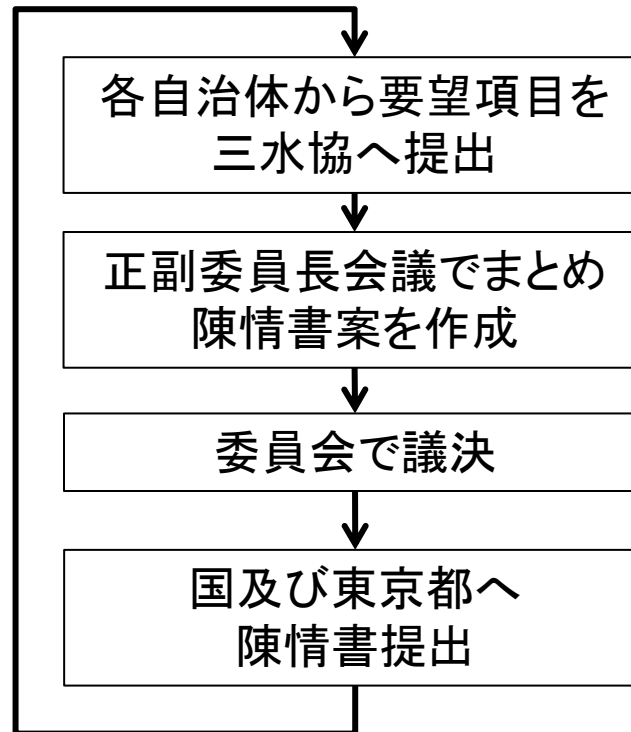 各自治体から要望項目を
三水協へ提出
正副委員長会議でまとめ
陳情書案を作成
委員会で議決
国及び東京都へ
陳情書提出